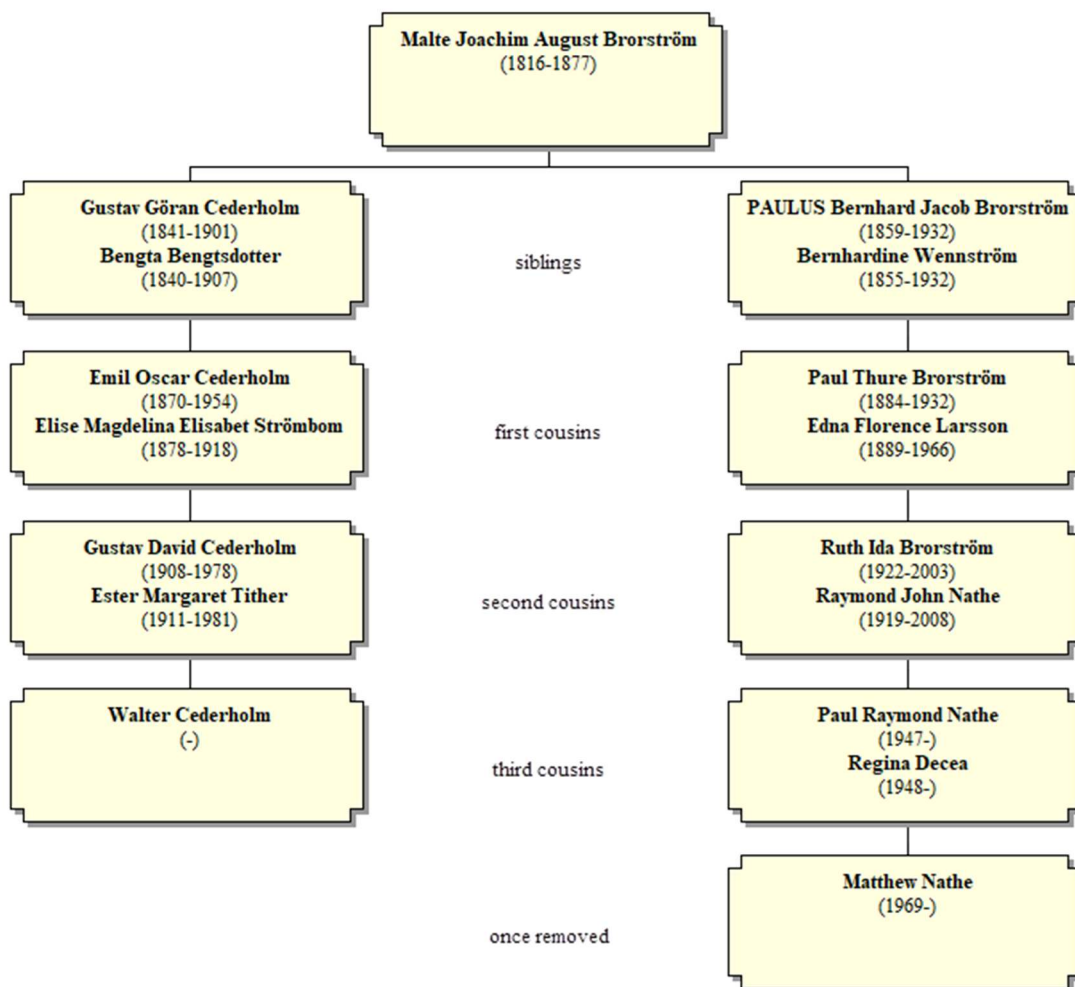 Malte Joachim August Brorström
(1816-1877)
Gustav Göran Cederholm
(1841-1901)
Bengta Bengtsdotter
(1840-1907)
siblings
PAULUS Bernhard Jacob Brorström
(1859-1932)
Bernhardine Wennström
(1855-1932)
Emil Oscar Cederholm
(1870-1954)
Elise Magdelina Elisabet Strömbom
(1878-1918)
first cousins
Paul Thure Brorström
(1884-1932)
Edna Florence Larsson
(1889-1966)
Gustav David Cederholm
(1908-1978)
Ester Margaret Tither
(1911-1981)
second cousins
Ruth Ida Brorström
(1922-2003)
Raymond John Nathe
(1919-2008)
Walter Cederholm
(-)
third cousins
Paul Raymond Nathe
(1947-)
Regina Decea
(1948-)
once removed
Matthew Nathe
(1969-)